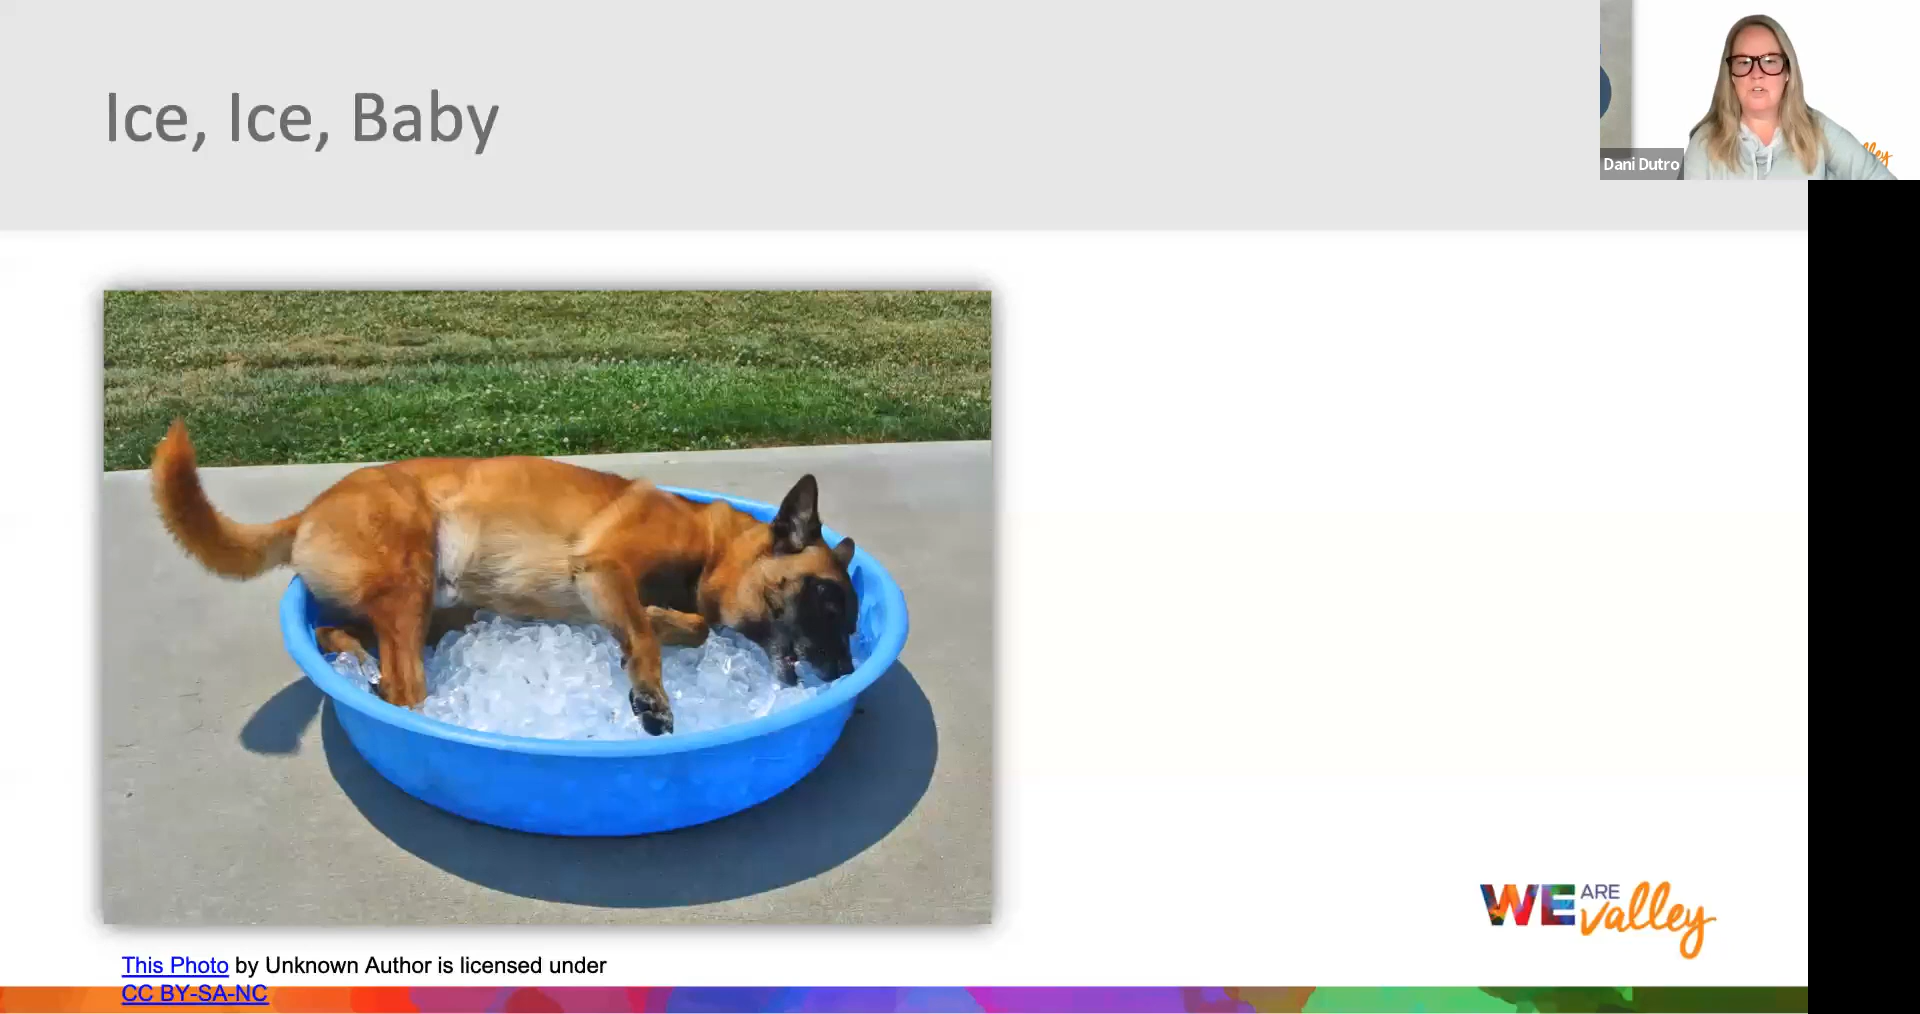 Ice, Ice, Baby
Dani Dutro
lley
This Photo by Unknown Author is licensed under
CC BY-SA-NC
WE ARE valley